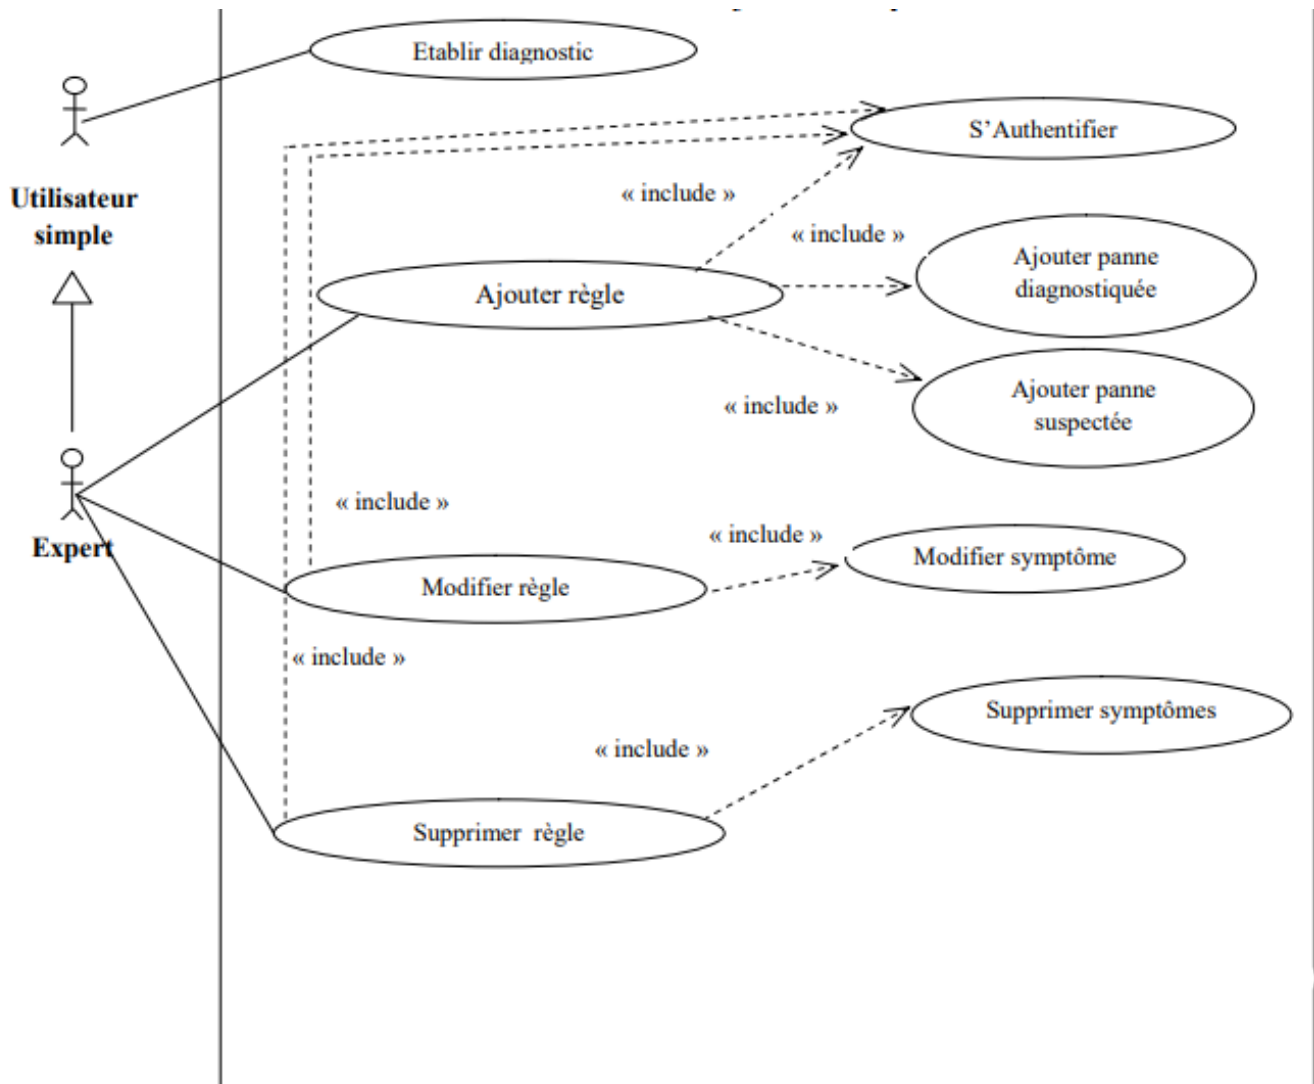 Etablir diagnostic
S'Authentifier
Utilisateur
simple
« include »
« include »
Ajouter panne
diagnostiquée
Ajouter règle
Ajouter panne
suspectée
« include »
« include »
Expert
« include »
Modifier symptôme
Modifier règle
« include »
Supprimer symptômes
« include »
Supprimer règle